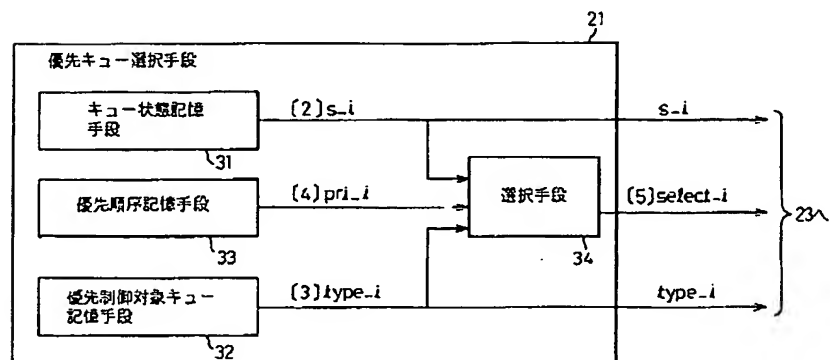 21
優先キュー選択手段
キュー状態記憶
手段
31
(2)s_i
s_i
優先順序記憶手段
33
(4)pri_i
選択手段
34
(5)select_i
23へ
優先制御対象キュー
記憶手段
32
(3)type_i
type_i